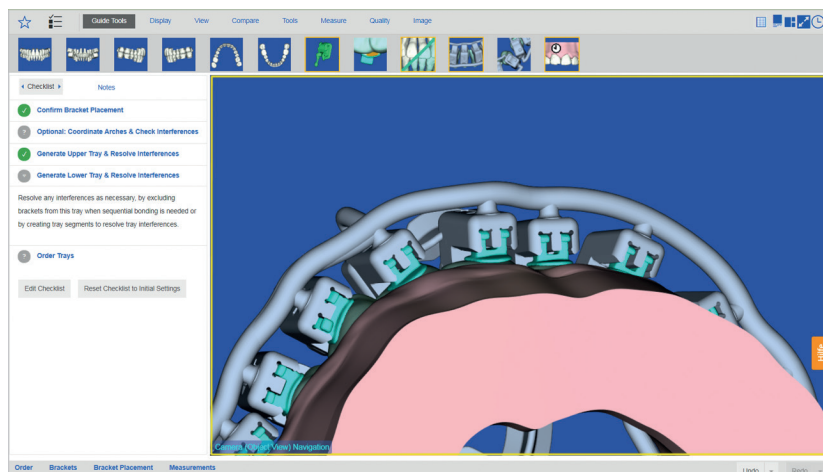 Guide Tools Display View Compare Tools Measure Quality Image
Checklist Notes
Confirm Bracket Placement
Optional: Coordinate Arches & Check Interferences
Generate Upper Tray & Resolve Interferences
Generate Lower Tray & Resolve Interferences
Resolve any interferences as necessary, by excluding
brackets from this tray when sequential bonding is needed or
by creating tray segments to resolve tray interferences.
Order Trays
Edit Checklist Reset Checklist to Initial Settings
Hilfe
Camera (Object View) Navigation
Order Brackets Bracket Placement Measurements Undo Redo